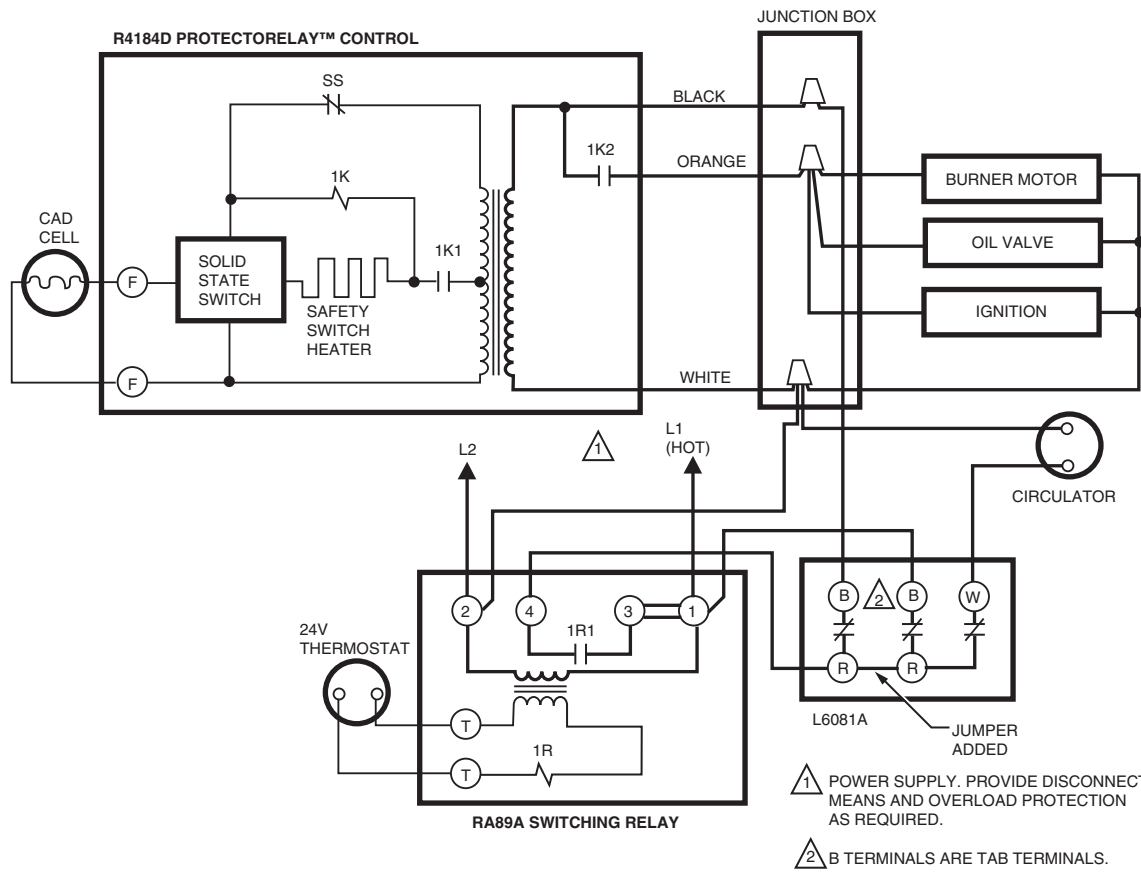 JUNCTION BOX
R4184D PROTECTORELAY™ CONTROL
SS
BLACK
1K2
ORANGE
1K
CAD
CELL
1K1
F
SOLID
STATE
SWITCH
SAFETY
SWITCH
HEATER
F
WHITE
BURNER MOTOR
OIL VALVE
IGNITION
L2
1
L1
(HOT)
CIRCULATOR
2
4
3
1
1R1
24V
THERMOSTAT
T
1R
T
RA89A SWITCHING RELAY
B
2
B
W
R
R
L6081A
JUMPER
ADDED
1 POWER SUPPLY. PROVIDE DISCONNECT
MEANS AND OVERLOAD PROTECTION
AS REQUIRED.
2 B TERMINALS ARE TAB TERMINALS.